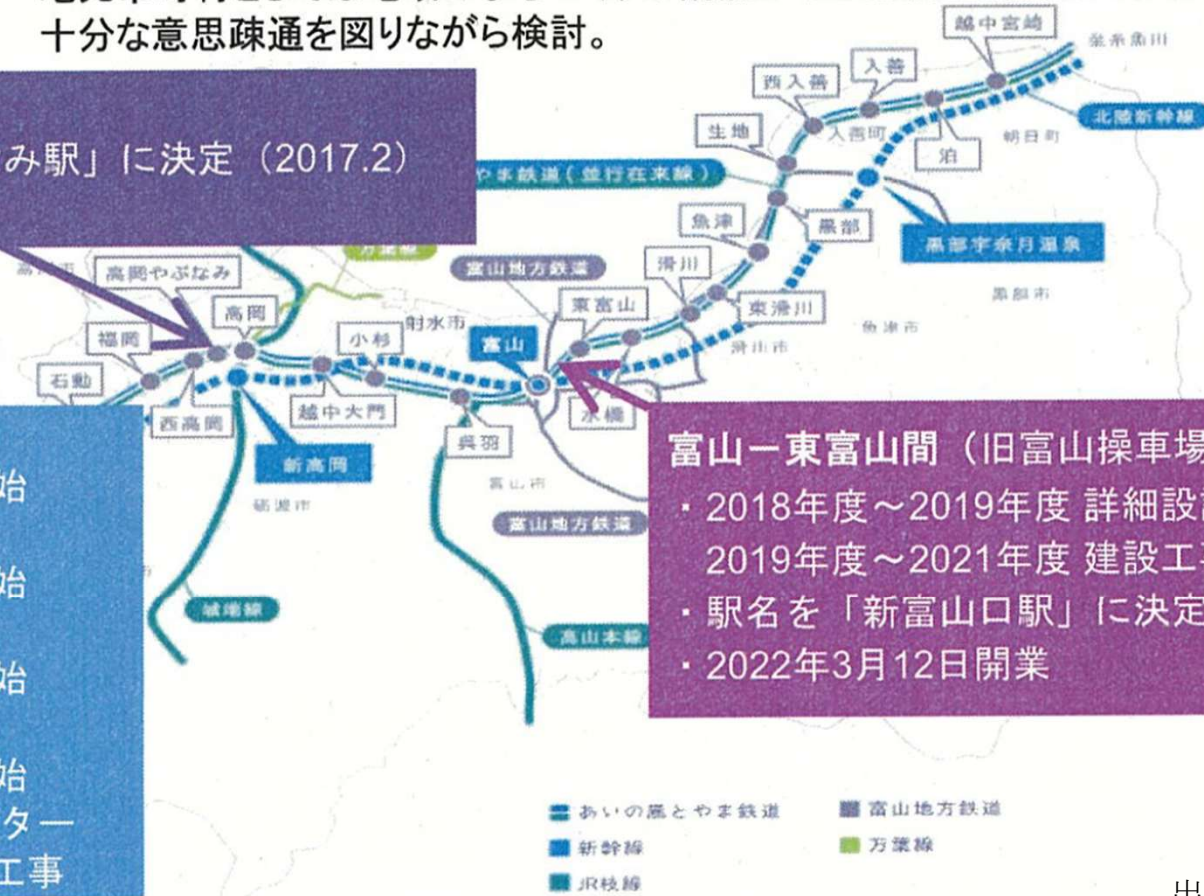 十分な意思疎通を図りながら検討。
み駅」に決定（2017.2）
やま鉄道（並行在来線）
越中宮崎
至糸魚川
入善
西入善
北陸新幹線
生地
入善町
朝日町
泊
魚津
黒部
黒部宇奈月温泉
万葉線
富山地方鉄道
滑川
高岡やぶなみ
東富山
東滑川
黒部市
高岡
射水市
魚津市
福岡
小杉
富山
滑川市
石動
西高岡
越中大門
水橋
呉羽
新高岡
富山市
砺波市
富山地方鉄道
城端線
高山本線
始
始
始
始
ター
工事
富山－東富山間（旧富山操車場
・2018年度～2019年度 詳細設
2019年度～2021年度 建設工
・駅名を「新富山口駅」に決定
・2022年3月12日開業
あいの風とやま鉄道
富山地方鉄道
新幹線
万葉線
JR枝線